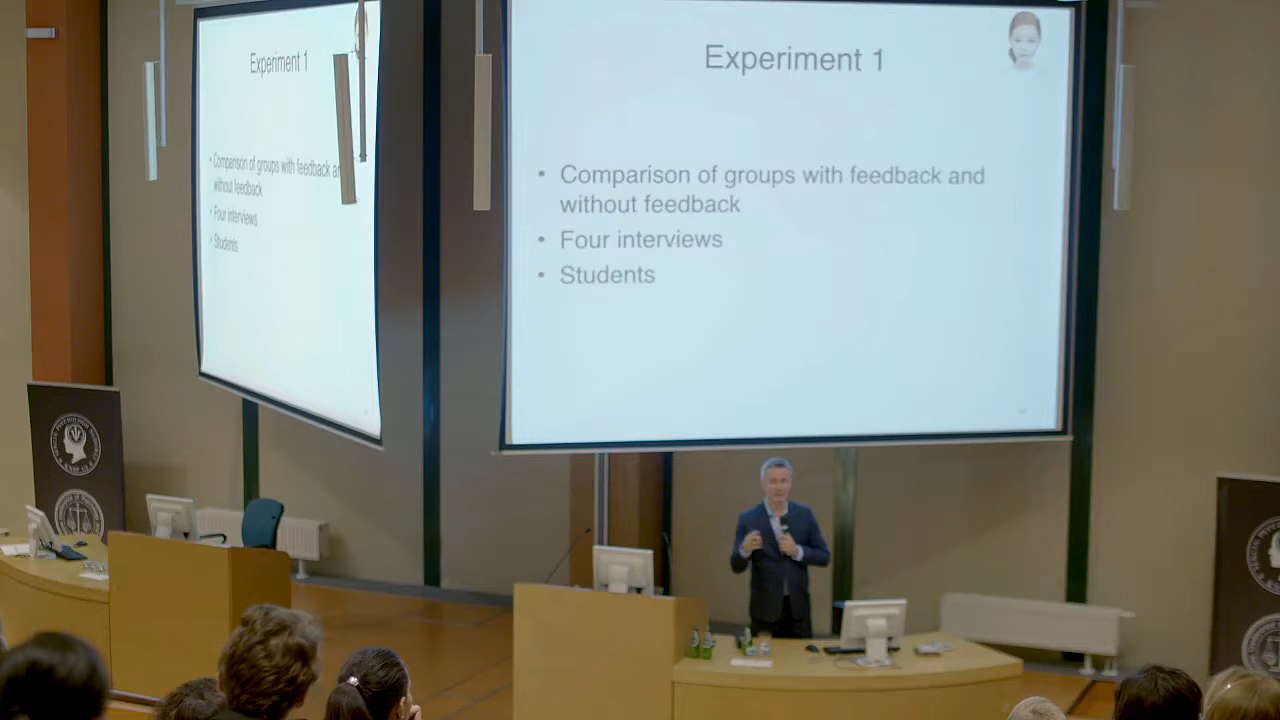 Experiment 1
• Comparison of groups with feedback and
without feedback
• Four interviews
• Students
Experiment 1
• Comparison of groups with feedback
without feedback
• Four interviews
• Students